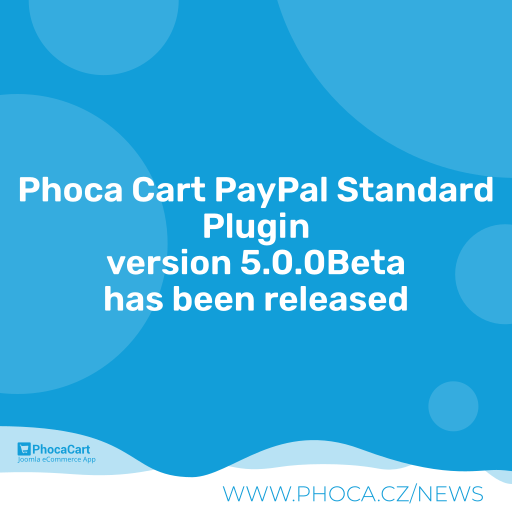 Phoca Cart PayPal Standard
Plugin
version 5.0.0Beta
has been released
PhocaCart
Joomla eCommerce App
WWW.PHOCA.CZ/NEWS